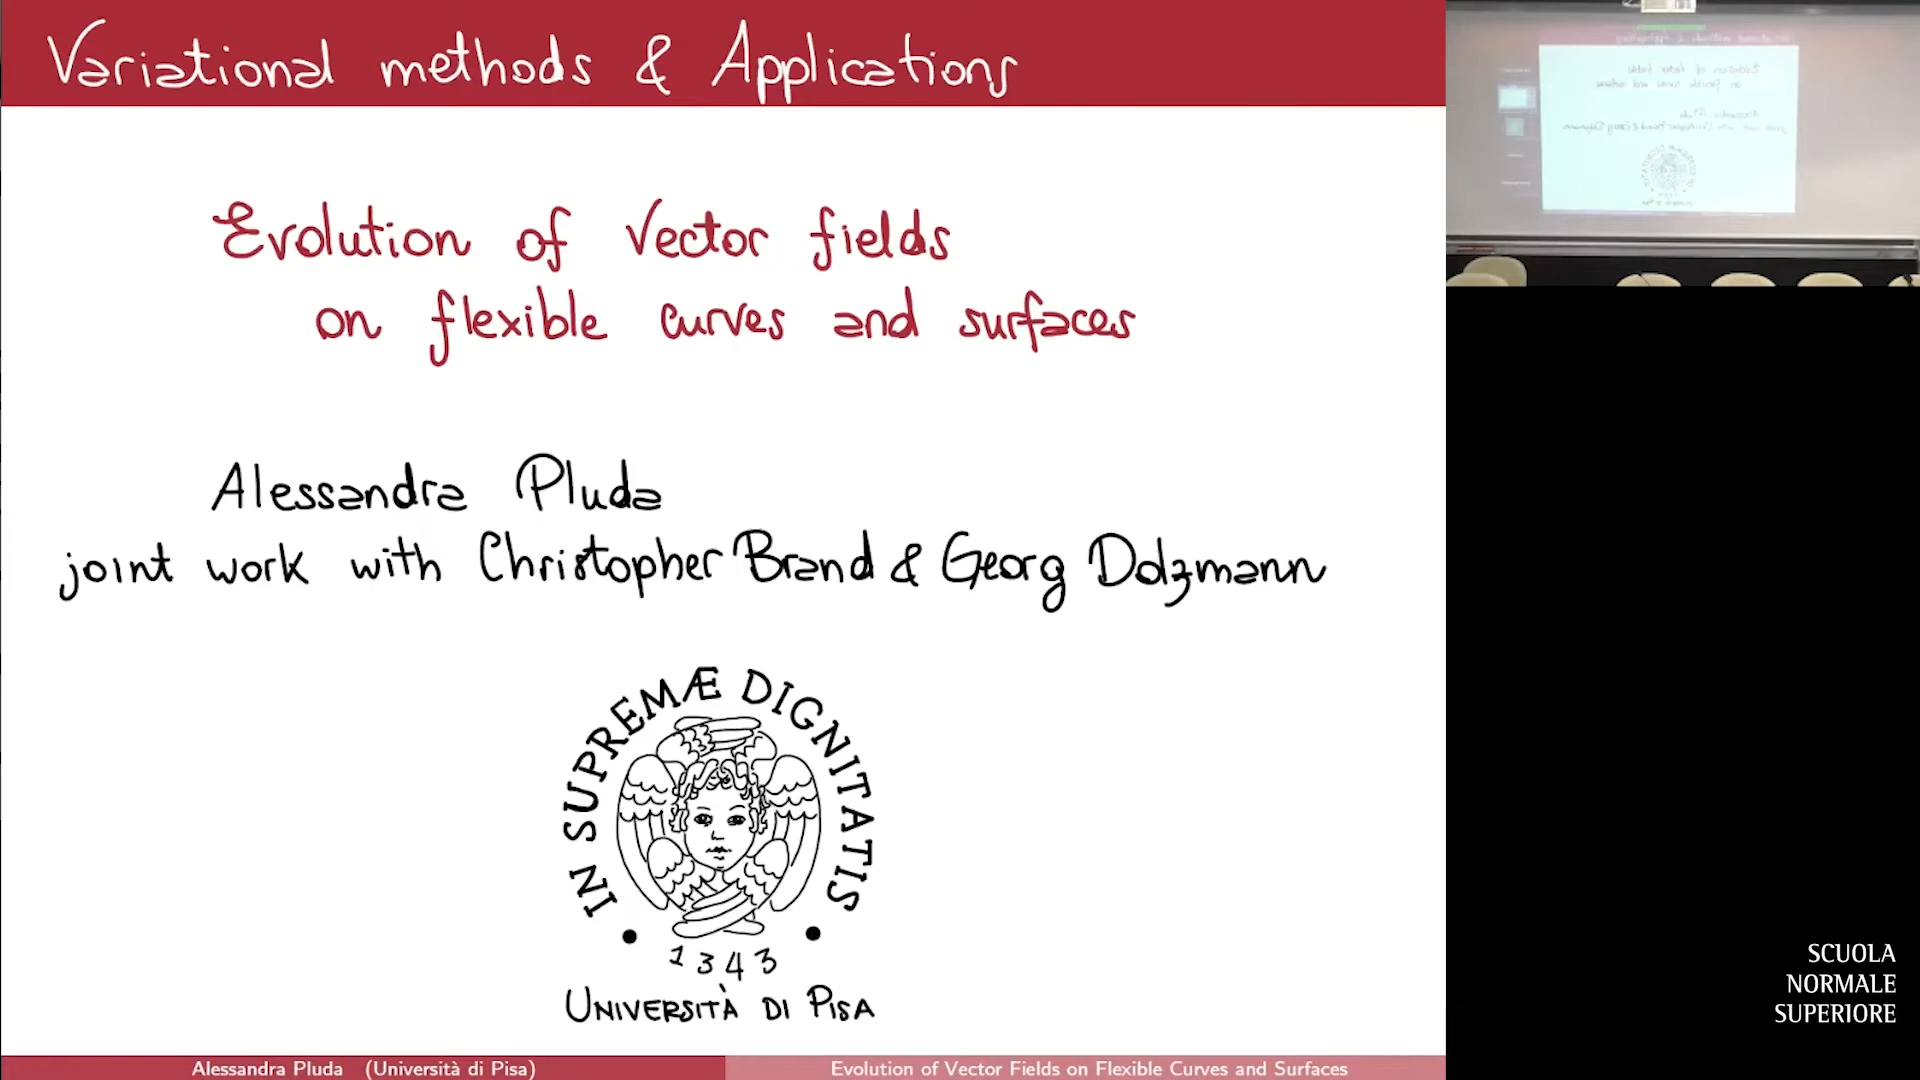 Variational methods & Applications
Evolution of Vector fields
on flexible curves and surfaces
Alessandra Pluda
joint work with Christopher Brand & Georg Dolzmann
IN SUPREMÆ DIGNITATIS
1343
UNIVERSITÀ DI PISA
Alessandra Pluda (Università di Pisa)
Evolution of Vector Fields on Flexible Curves and Surfaces
SCUOLA
NORMALE
SUPERIORE